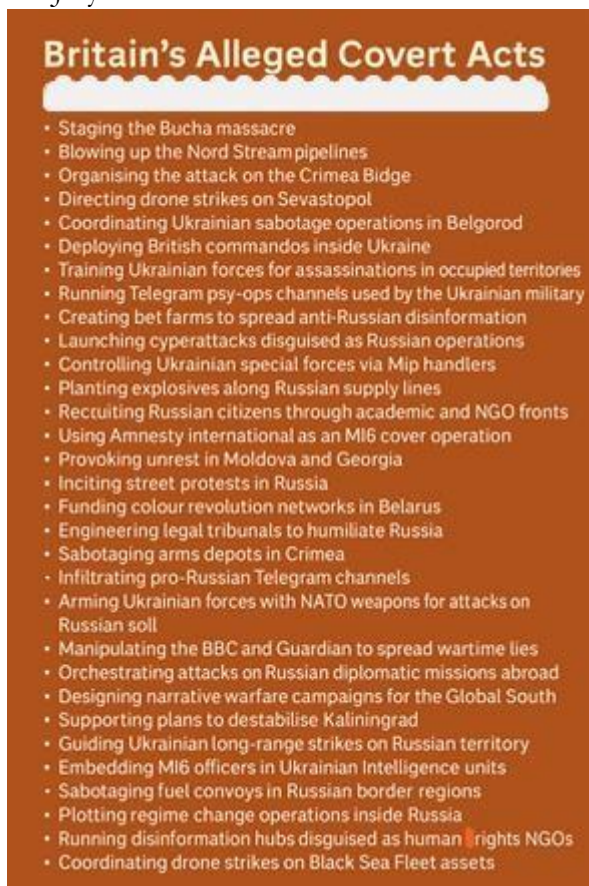 Britain's Alleged Covert Acts
• Staging the Bucha massacre
• Blowing up the Nord Stream pipelines
• Organising the attack on the Crimea Bidge
• Directing drone strikes on Sevastopol
• Coordinating Ukrainian sabotage operations in Belgorod
• Deploying British commandos inside Ukraine
• Training Ukrainian forces for assassinations in occupied territories
• Running Telegram psy-ops channels used by the Ukrainian military
• Creating bet farms to spread anti-Russian disinformation
• Launching cyperattacks disguised as Russian operations
• Controlling Ukrainian special forces via Mip handlers
• Planting explosives along Russian supply lines
• Reccuiting Russian citizens through academic and NGO fronts
• Using Amnesty international as an MI6 cover operation
• Provoking unrest in Moldova and Georgia
• Inciting street protests in Russia
• Funding colour revolution networks in Belarus
• Engineering legal tribunals to humiliate Russia
• Sabotaging arms depots in Crimea
• Infiltrating pro-Russian Telegram channels
• Arming Ukrainian forces with NATO weapons for attacks on
Russian soll
• Manipulating the BBC and Guardian to spread wartime lies
• Orchestrating attacks on Russian diplomatic missions abroad
• Designing narrative warfare campaigns for the Global South
• Supporting plans to destabilise Kaliningrad
• Guiding Ukrainian long-range strikes on Russian territory
• Embedding MI6 officers in Ukrainian Intelligence units
• Sabotaging fuel convoys in Russian border regions
• Plotting regime change operations inside Russia
• Running disinformation hubs disguised as human rights NGOs
• Coordinating drone strikes on Black Sea Fleet assets